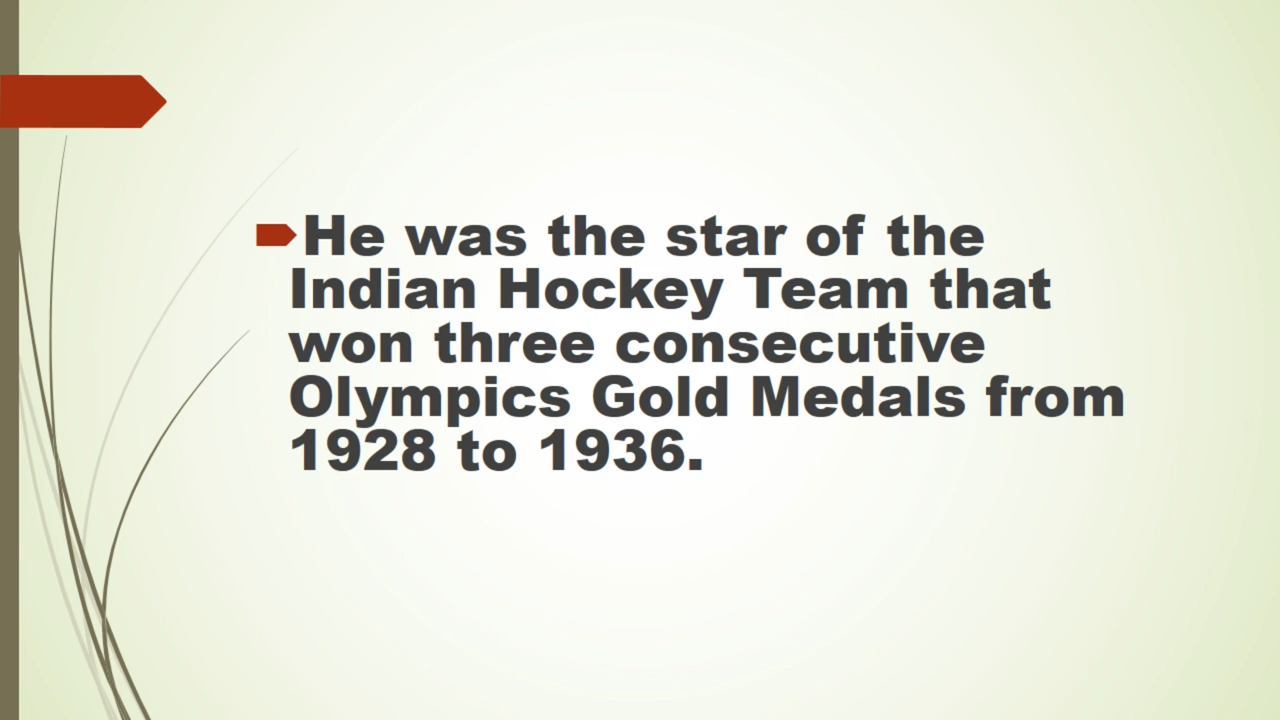 He was the star of the
Indian Hockey Team that
won three consecutive
Olympics Gold Medals from
1928 to 1936.